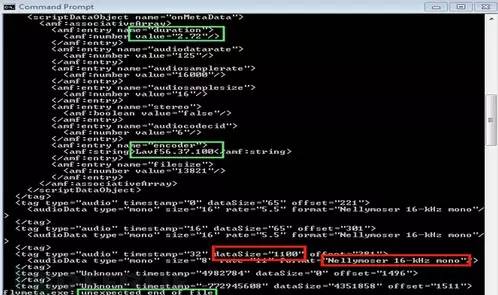 Command Prompt
<scriptDataObject name="onMetaData">
<amf:associativeArray>
<amf:entry name="duration">
<amf:number value="2.72"/>
</amf:entry>
<amf:entry name="audiodatarate">
<amf:number value="125"/>
</amf:entry>
<amf:entry name="audiosamplerate">
<amf:number value="16000"/>
</amf:entry>
<amf:entry name="audiosamplesize">
<amf:number value="16"/>
</amf:entry>
<amf:entry name="stereo">
<amf:boolean value="false"/>
</amf:entry>
<amf:entry name="audiocodecid">
<amf:number value="6"/>
</amf:entry>
<amf:entry name="encoder">
<amf:string>Lavf56.37.100</amf:string>
</amf:entry>
<amf:entry name="filesize">
<amf:number value="13821"/>
</amf:entry>
</amf:associativeArray>
</scriptDataObject>
</tag>
<tag type="audio" timestamp="0" dataSize="65" offset="221">
<audioData type="mono" size="16" rate="5.5" format="Nellymoser 16-kHz mono"/>
</tag>
<tag type="audio" timestamp="16" dataSize="65" offset="301">
<audioData type="mono" size="16" rate="5.5" format="Nellymoser 16-kHz mono"/>
</tag>
<tag type="audio" timestamp="32" dataSize="1100" offset="381">
<audioData type="mono" size="8" format="Nellymoser 16-kHz mono"/>
</tag>
<tag type="Unknown" timestamp="4982784" dataSize="0" offset="1496">
<tag type="Unknown" timestamp="-772945608" dataSize="4351858" offset="1511">
flvmeta.exe: unexpected end of file